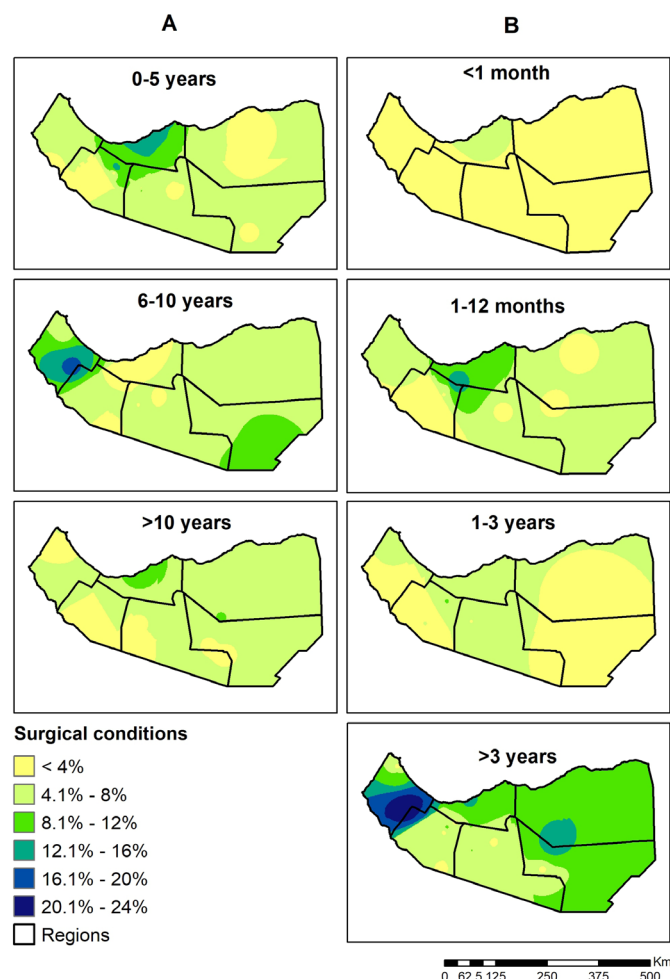 A
B
0-5 years
<1 month
6-10 years
1-12 months
>10 years
1-3 years
>3 years
Surgical conditions
< 4%
4.1% - 8%
8.1% - 12%
12.1% - 16%
16.1% - 20%
20.1% - 24%
Regions
Km
0 62.5 125 250 375 500